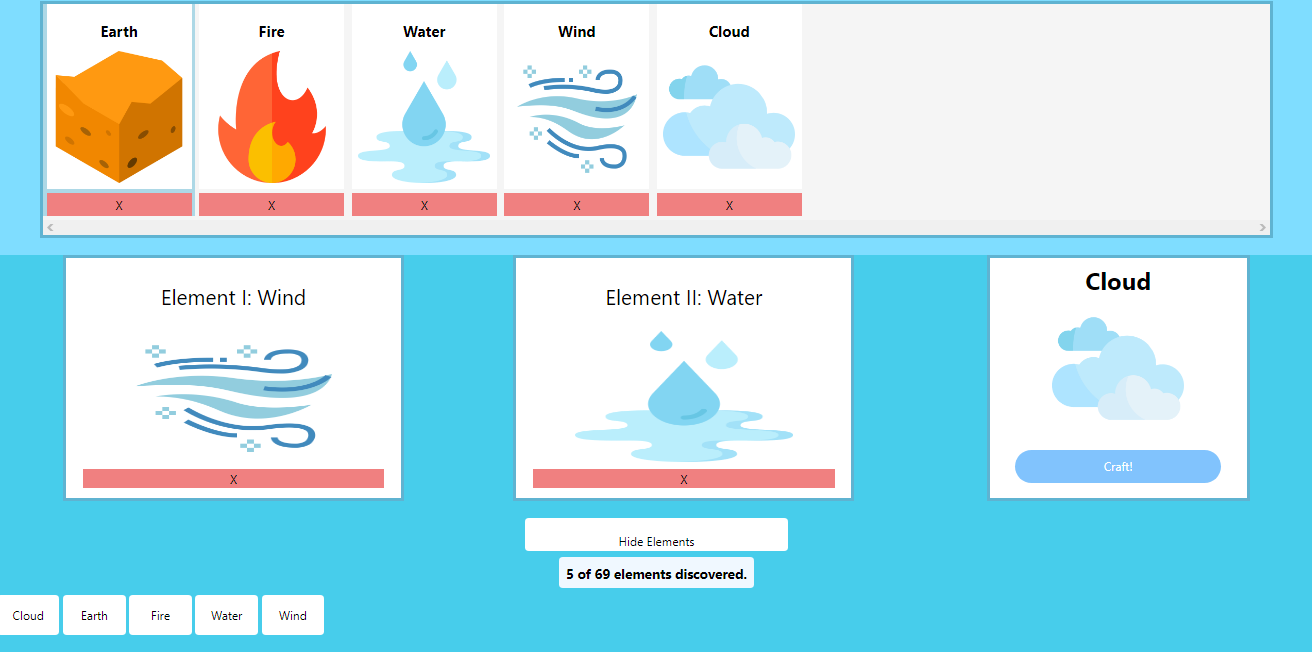 Earth Fire Water Wind Cloud
X X X X X
Element I: Wind
X
Element II: Water
X
Cloud
Craft!
Hide Elements
5 of 69 elements discovered.
Cloud Earth Fire Water Wind